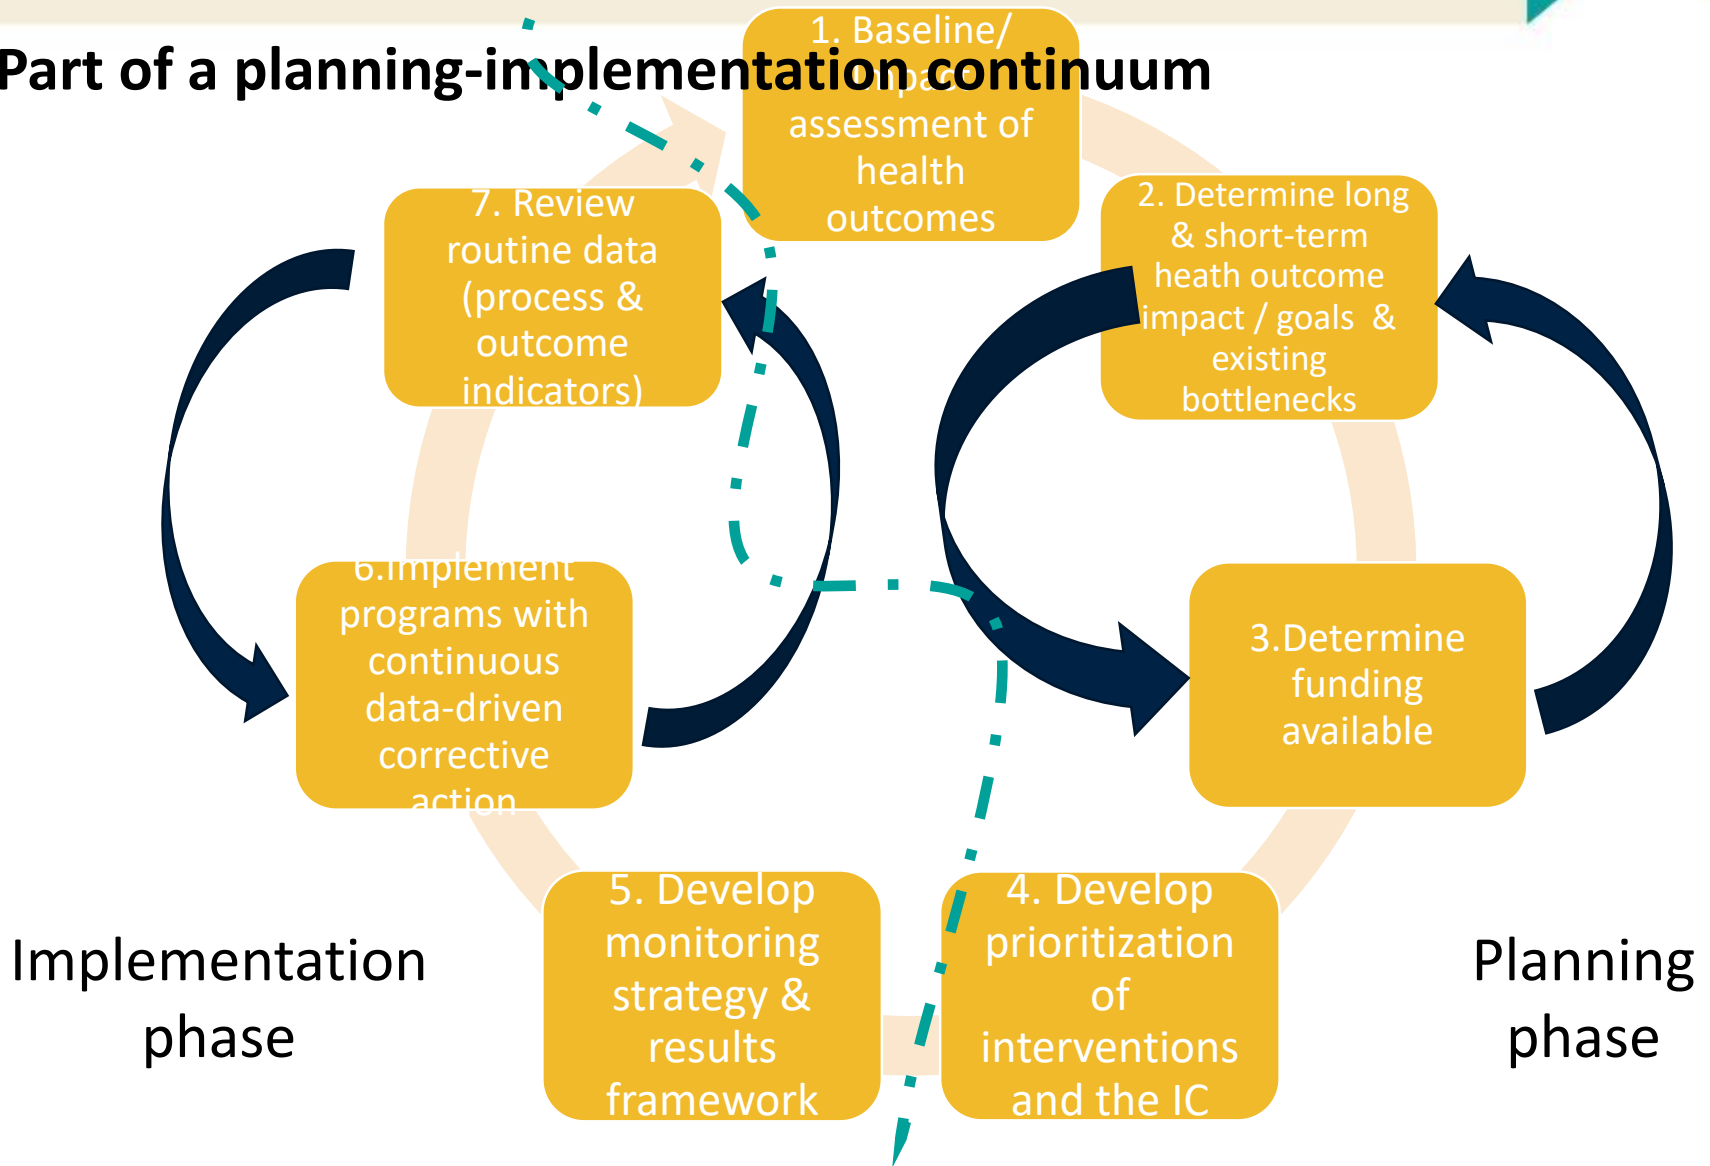 Part of a planning-implementation continuum
1. Baseline/
Impact
assessment of
health
outcomes
2. Determine long
& short-term
heath outcome
impact / goals &
existing
bottlenecks
3.Determine
funding
available
4. Develop
prioritization
of
interventions
and the IC
5. Develop
monitoring
strategy &
results
framework
6.Implement
programs with
continuous
data-driven
corrective
action
7. Review
routine data
(process &
outcome
indicators)
Implementation
phase
Planning
phase